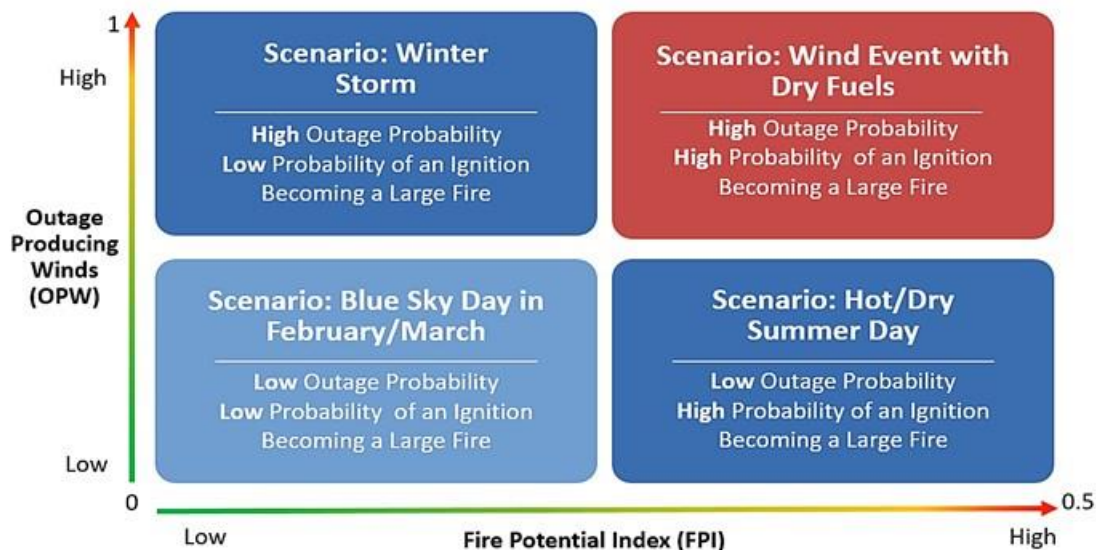 1
High
Outage
Producing
Winds
(OPW)
Low
Scenario: Winter
Storm
High Outage Probability
Low Probability of an Ignition
Becoming a Large Fire
Scenario: Wind Event with
Dry Fuels
High Outage Probability
High Probability of an Ignition
Becoming a Large Fire
Scenario: Blue Sky Day in
February/March
Low Outage Probability
Low Probability of an Ignition
Becoming a Large Fire
Scenario: Hot/Dry
Summer Day
Low Outage Probability
High Probability of an Ignition
Becoming a Large Fire
0
0.5
Low
Fire Potential Index (FPI)
High